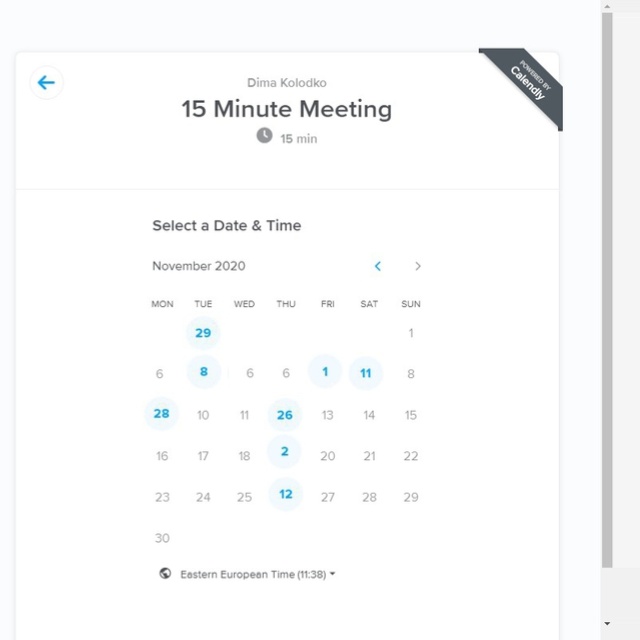 Dima Kolodko
POWERED BY
Calendly
15 Minute Meeting
15 min
Select a Date & Time
November 2020
MON TUE WED THU FRI SAT SUN
29 1
6 8 6 6 1 11 8
28 10 11 26 13 14 15
16 17 18 2 20 21 22
23 24 25 12 27 28 29
30
Eastern European Time (11:38)